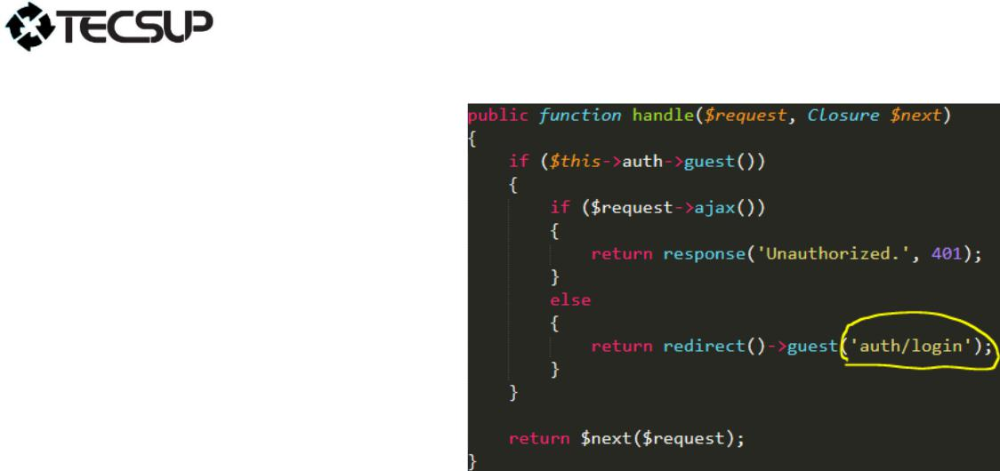 TECSUP
public function handle($request, Closure $next)
{
    if ($this->auth->guest())
    {
        if ($request->ajax())
        {
            return response('Unauthorized.', 401);
        }
        else
        {
            return redirect()->guest('auth/login');
        }
    }

    return $next($request);
}